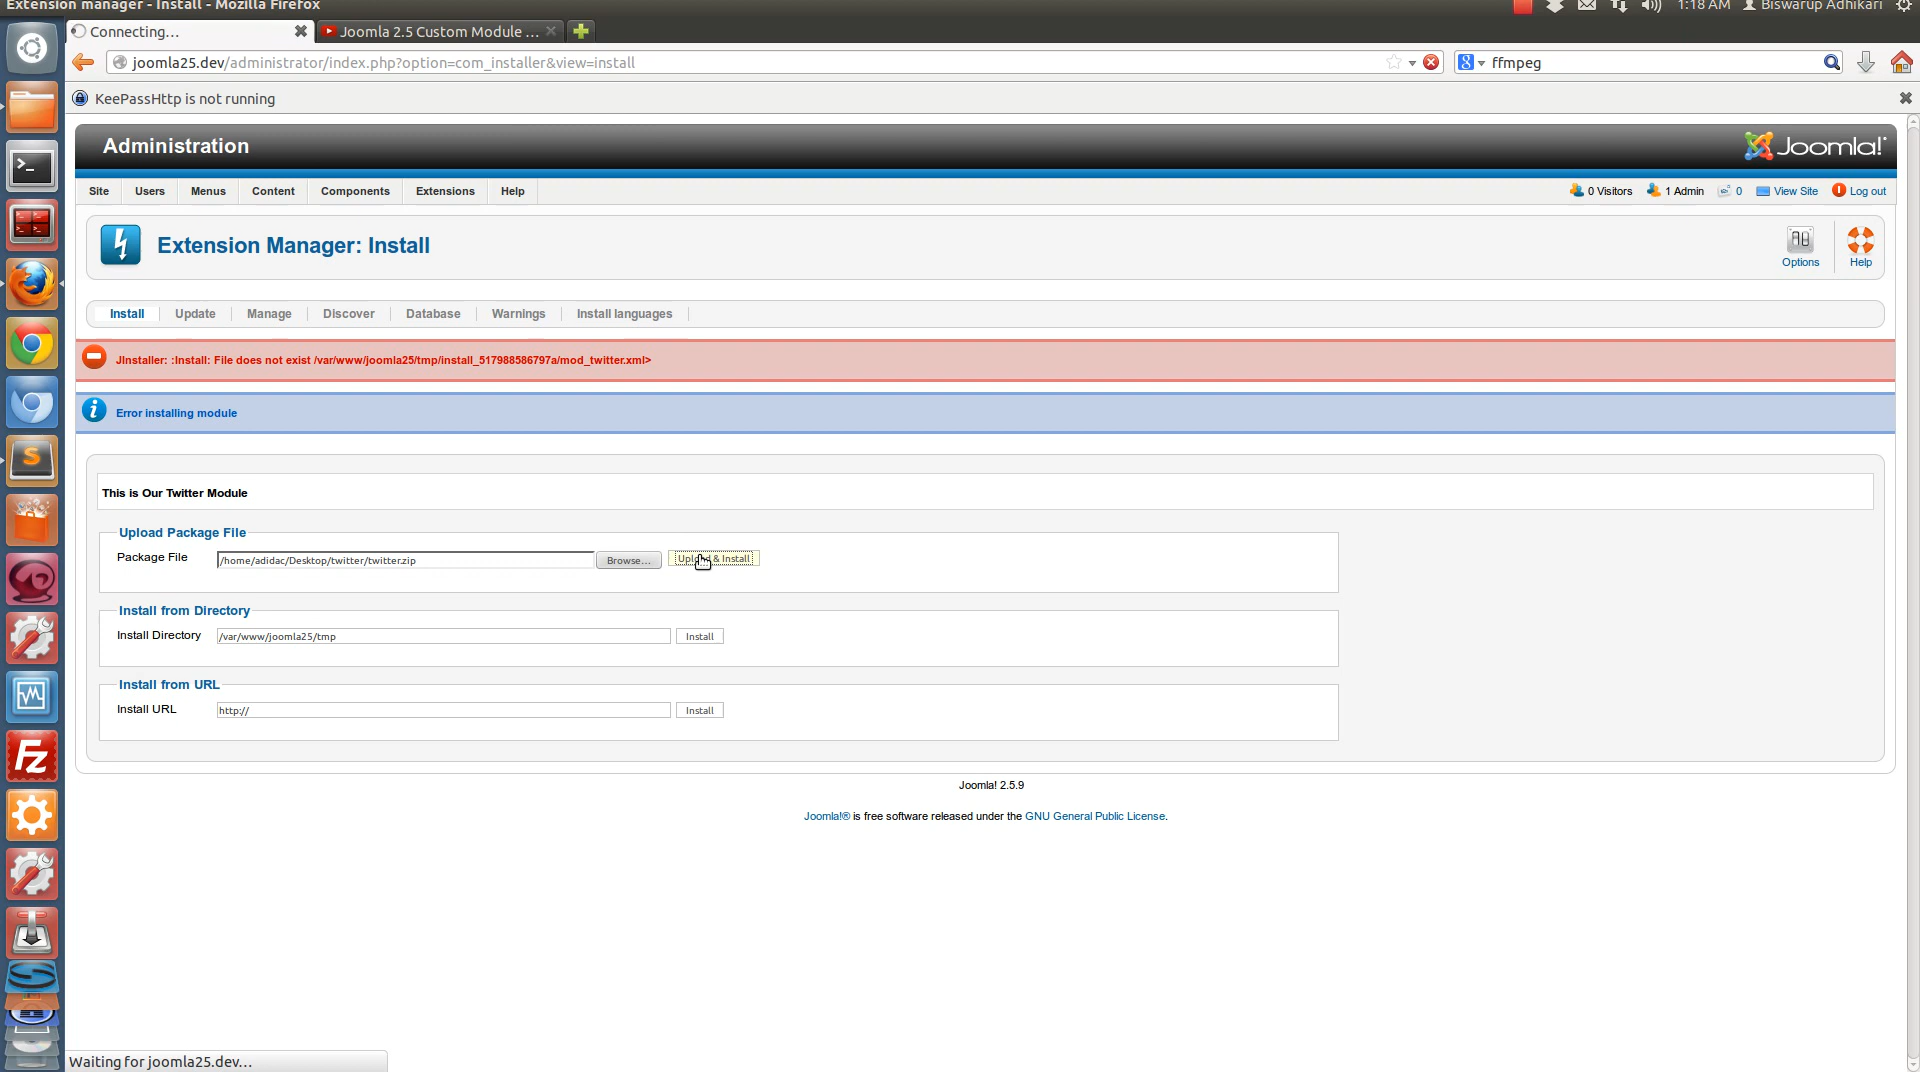 Extension manager - Install - Mozilla Firefox
1:18 AM Biswarup Adhikari
Connecting…
Joomla 2.5 Custom Module ...
joomla25.dev/administrator/index.php?option=com_installer&view=install
ffmpeg
KeePassHttp is not running
Administration
Joomla!
Site Users Menus Content Components Extensions Help
0 Visitors 1 Admin 0 View Site Log out
Extension Manager: Install
Options Help
Install Update Manage Discover Database Warnings Install languages
JInstaller: :Install: File does not exist /var/www/joomla25/tmp/install_517988586797a/mod_twitter.xml>
Error installing module
This is Our Twitter Module
Upload Package File
Package File /home/adidac/Desktop/twitter/twitter.zip Browse... Upload & Install
Install from Directory
Install Directory /var/www/joomla25/tmp Install
Install from URL
Install URL http:// Install
Joomla! 2.5.9
Joomla!® is free software released under the GNU General Public License.
Waiting for joomla25.dev...